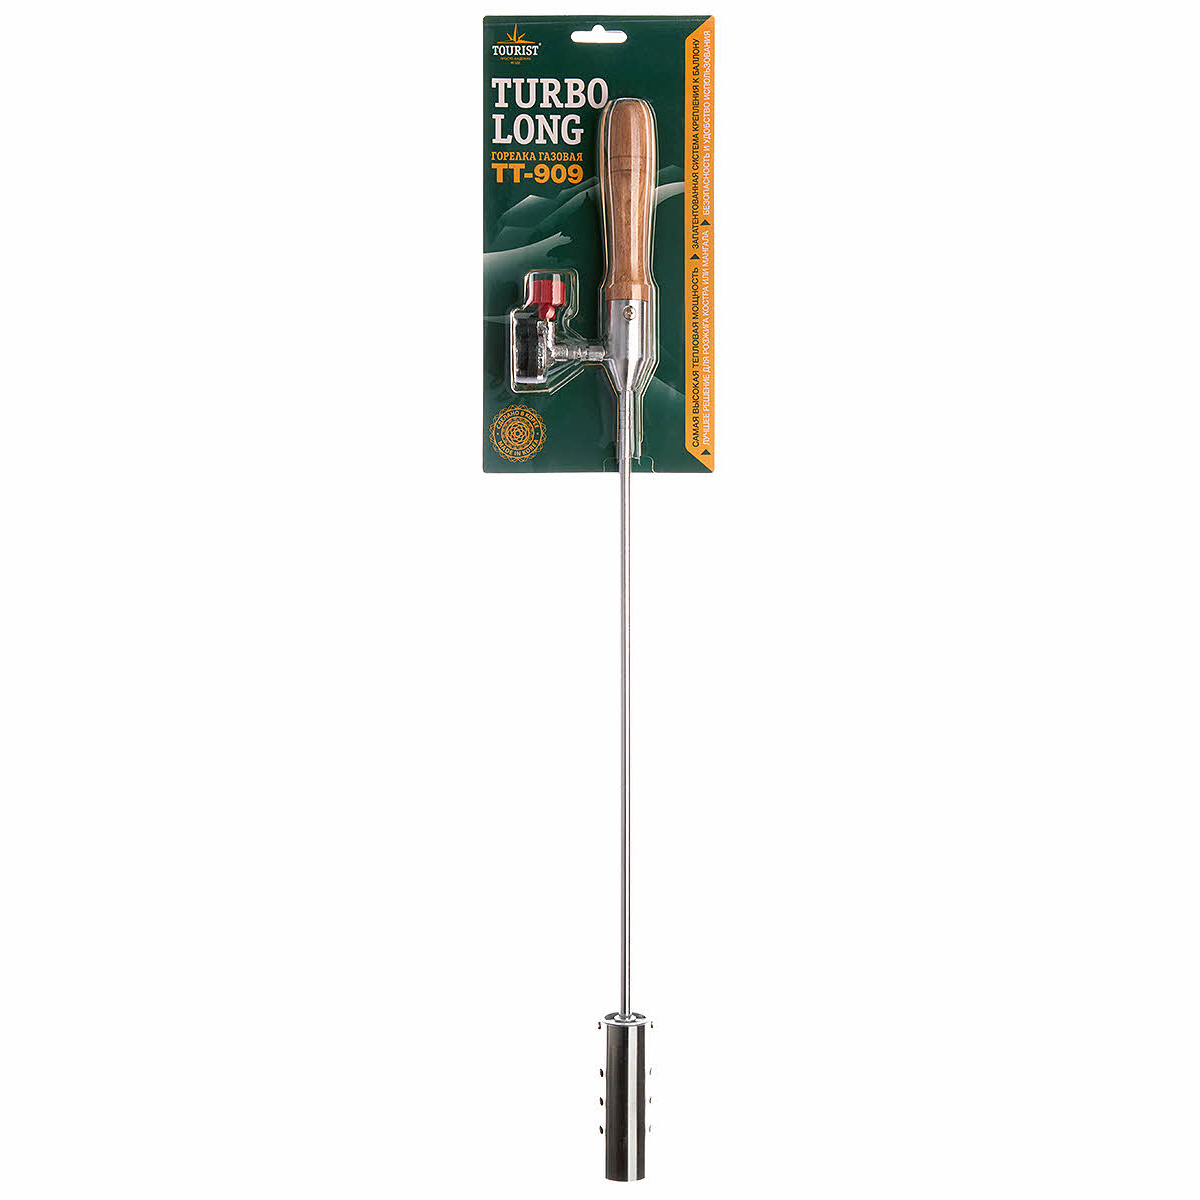 TOURIST®
TURBO
LONG
ГОРЕЛКА ГАЗОВАЯ
TT-909
САМАЯ ВЫСОКАЯ ТЕПЛОВАЯ МОЩНОСТЬ ▶ ЗАПАТЕНТОВАННАЯ СИСТЕМА КРЕПЛЕНИЯ К БАЛЛОНУ
▶ ЛУЧШЕЕ РЕШЕНИЕ ДЛЯ РОЗЖИГА КОСТРА ИЛИ МАНГАЛА ▶ БЕЗОПАСНОСТЬ И УДОБСТВО ИСПОЛЬЗОВАНИЯ
СДЕЛАНО В КОРЕЕ
MADE IN KOREA